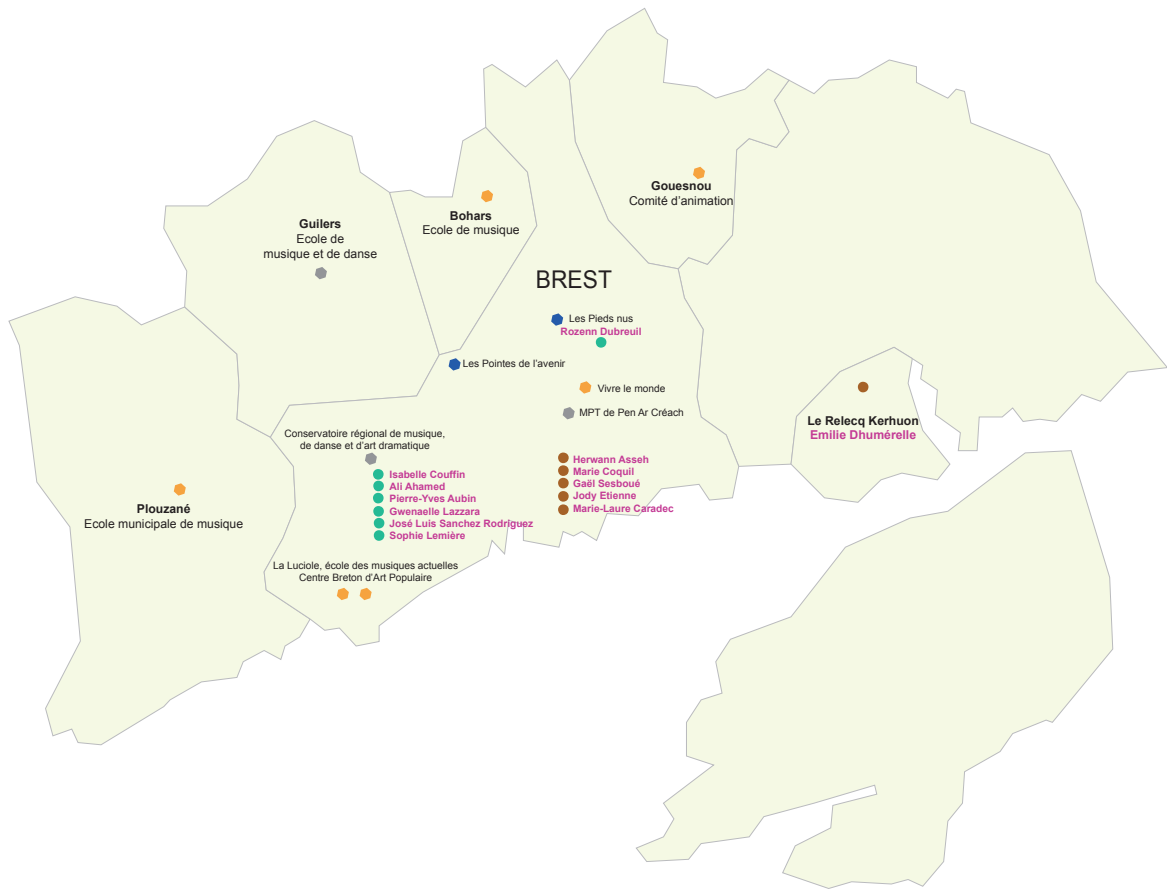 Gouesnou
Comité d'animation
Bohars
Ecole de musique
Guilers
Ecole de
musique et de danse
BREST
Les Pieds nus
Rozenn Dubreuil
Les Pointes de l'avenir
Vivre le monde
MPT de Pen Ar Créach
Le Relecq Kerhuon
Emilie Dhumérelle
Conservatoire régional de musique,
de danse et d'art dramatique
Isabelle Couffin
Ali Ahamed
Pierre-Yves Aubin
Gwenaelle Lazzara
José Luis Sanchez Rodríguez
Sophie Lemière
Herwann Asseh
Marie Coquil
Gaël Sesboué
Jody Etienne
Marie-Laure Caradec
Plouzané
Ecole municipale de musique
La Luciole, école des musiques actuelles
Centre Breton d'Art Populaire